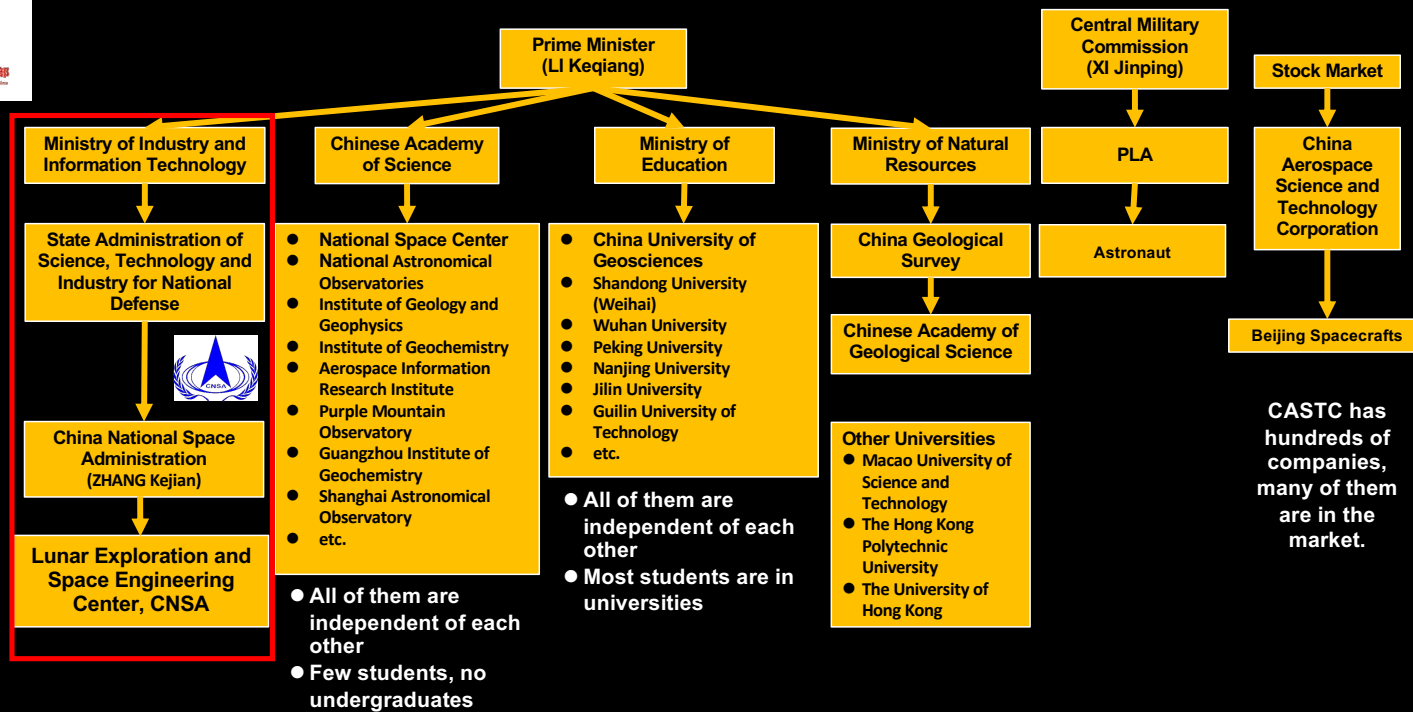 部
Prime Minister
(LI Keqiang)
Central Military
Commission
(XI Jinping)
Stock Market
Ministry of Industry and
Information Technology
Chinese Academy
of Science
Ministry of
Education
Ministry of Natural
Resources
PLA
China
Aerospace
Science and
Technology
Corporation
State Administration of
Science, Technology and
Industry for National
Defense
● National Space Center
● National Astronomical
Observatories
● Institute of Geology and
Geophysics
● Institute of Geochemistry
● Aerospace Information
Research Institute
● Purple Mountain
Observatory
● Guangzhou Institute of
Geochemistry
● Shanghai Astronomical
Observatory
● etc.
● China University of
Geosciences
● Shandong University
(Weihai)
● Wuhan University
● Peking University
● Nanjing University
● Jilin University
● Guilin University of
Technology
● etc.
China Geological
Survey
Astronaut
Chinese Academy of
Geological Science
Beijing Spacecrafts
CNSA
China National Space
Administration
(ZHANG Kejian)
Lunar Exploration and
Space Engineering
Center, CNSA
● All of them are
independent of each
other
● Few students, no
undergraduates
● All of them are
independent of each
other
● Most students are in
universities
Other Universities
● Macao University of
Science and
Technology
● The Hong Kong
Polytechnic
University
● The University of
Hong Kong
CASTC has
hundreds of
companies,
many of them
are in the
market.